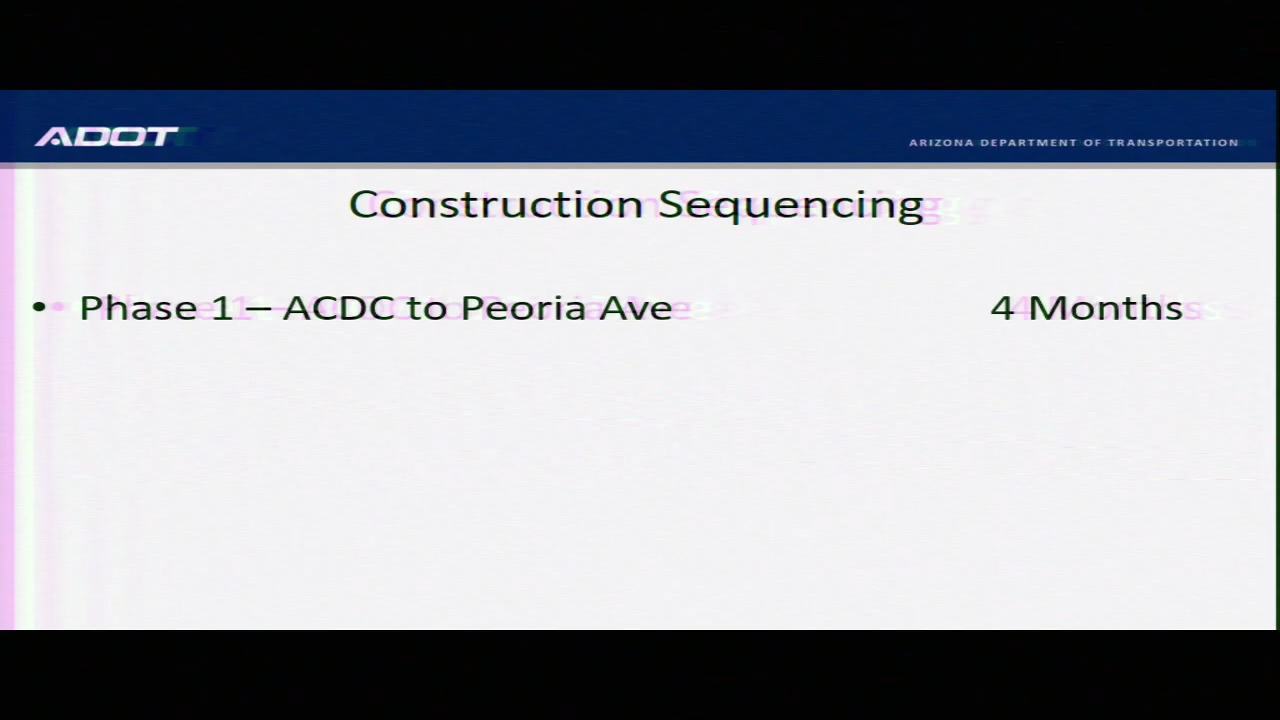 ADOT
ARIZONA DEPARTMENT OF TRANSPORTATION
Construction Sequencing
• Phase 1 – ACDC to Peoria Ave 4 Months